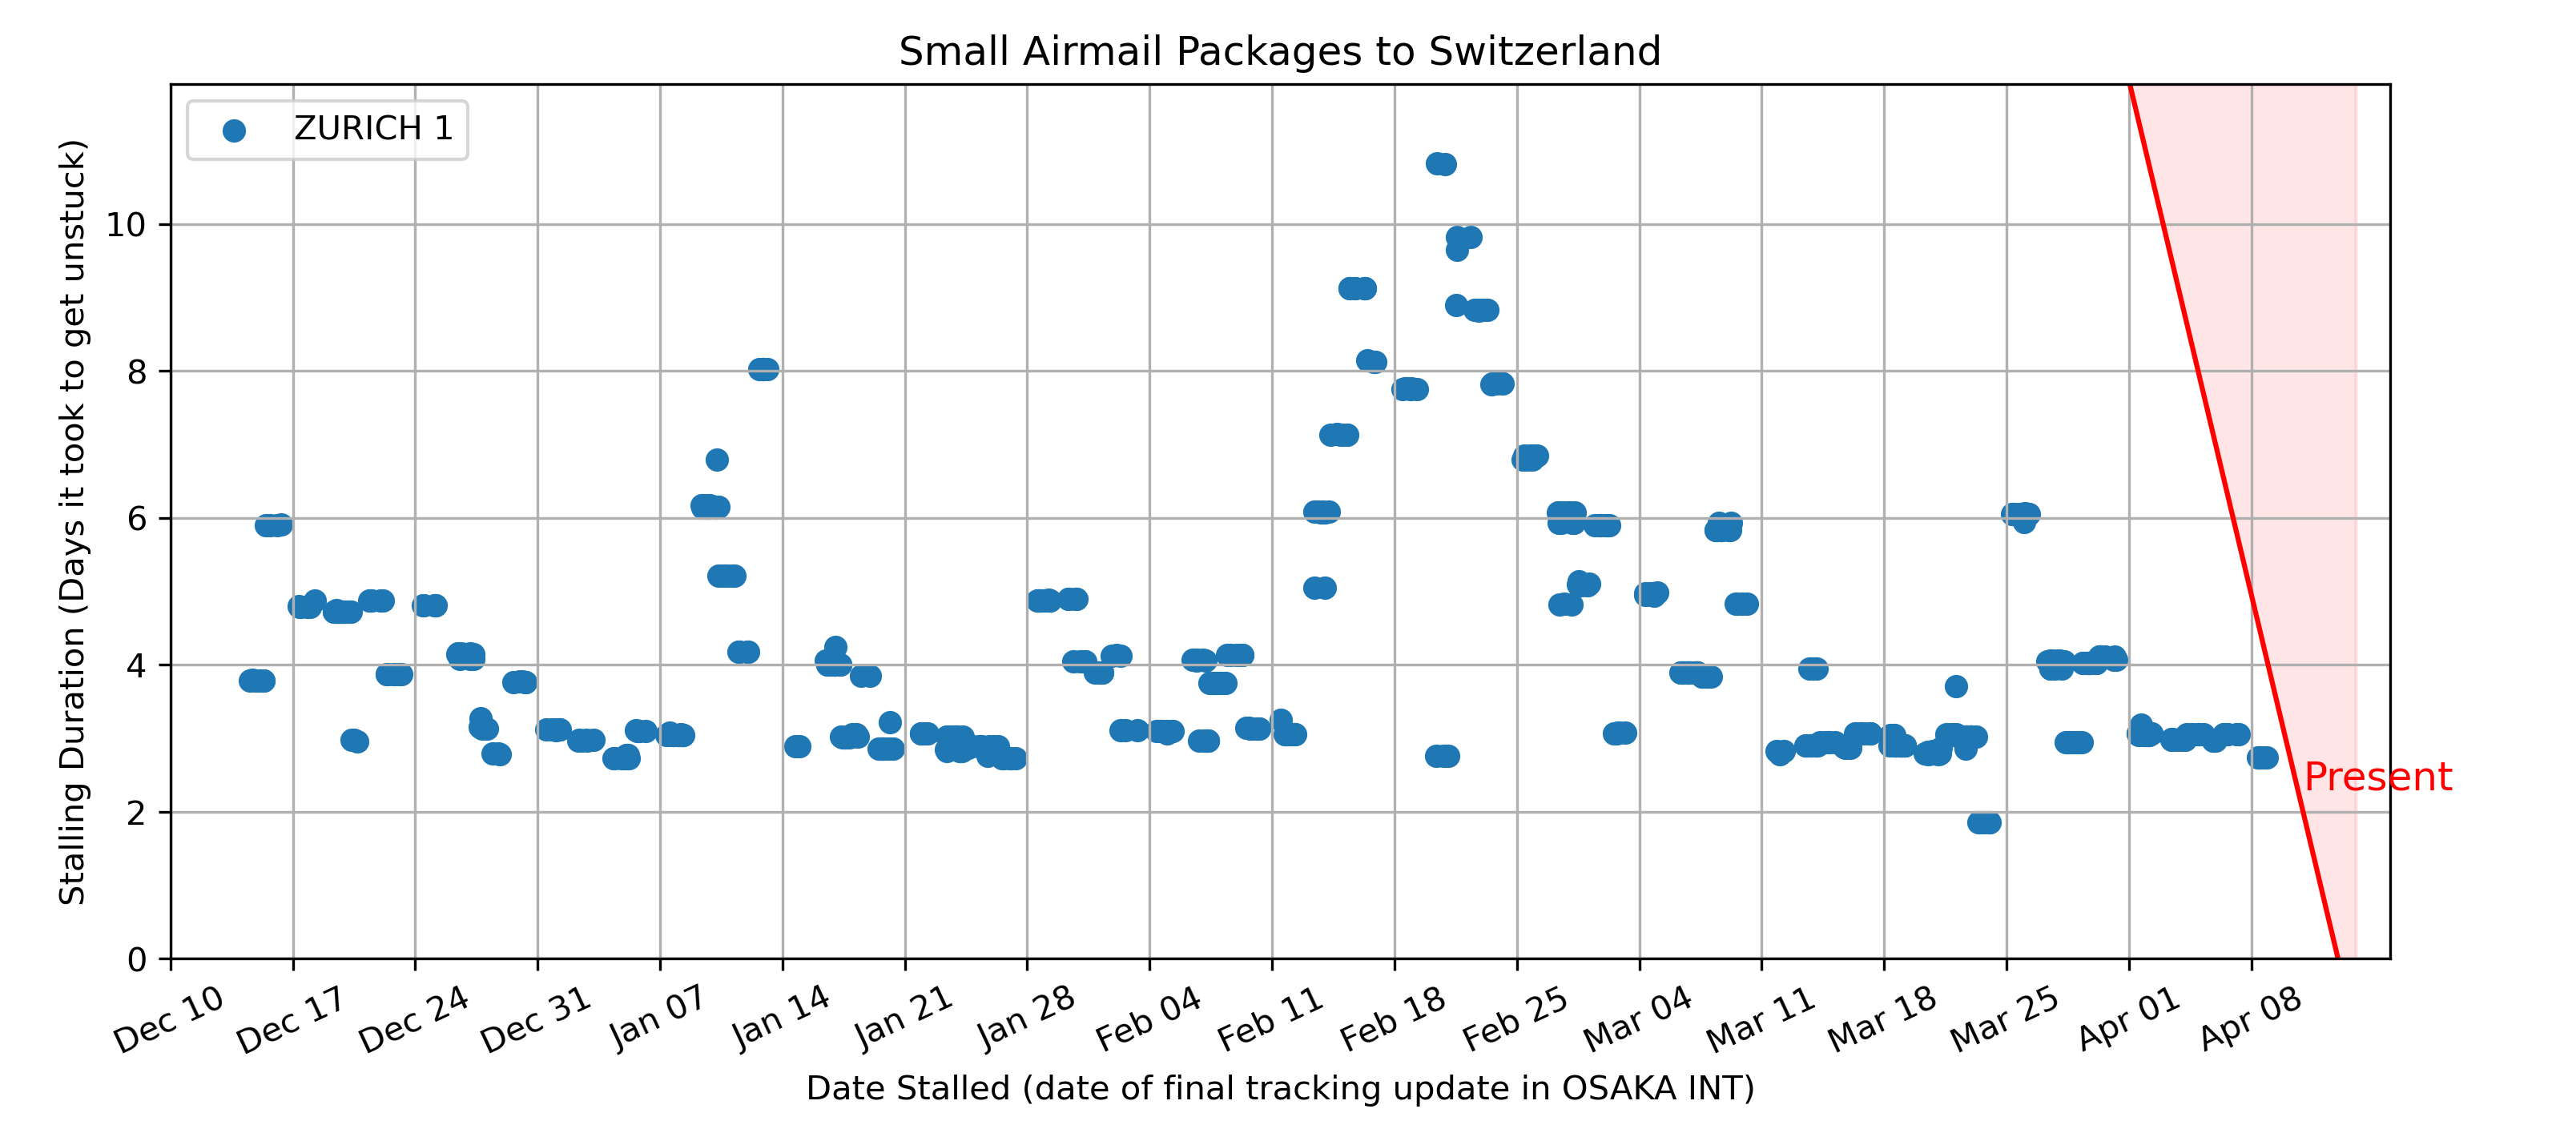 Small Airmail Packages to Switzerland
ZURICH 1
Stalling Duration (Days it took to get unstuck)
10
8
6
4
2
0
Present
Dec 10
Dec 17
Dec 24
Dec 31
Jan 07
Jan 14
Jan 21
Jan 28
Feb 04
Feb 11
Feb 18
Feb 25
Mar 04
Mar 11
Mar 18
Mar 25
Apr 01
Apr 08
Date Stalled (date of final tracking update in OSAKA INT)